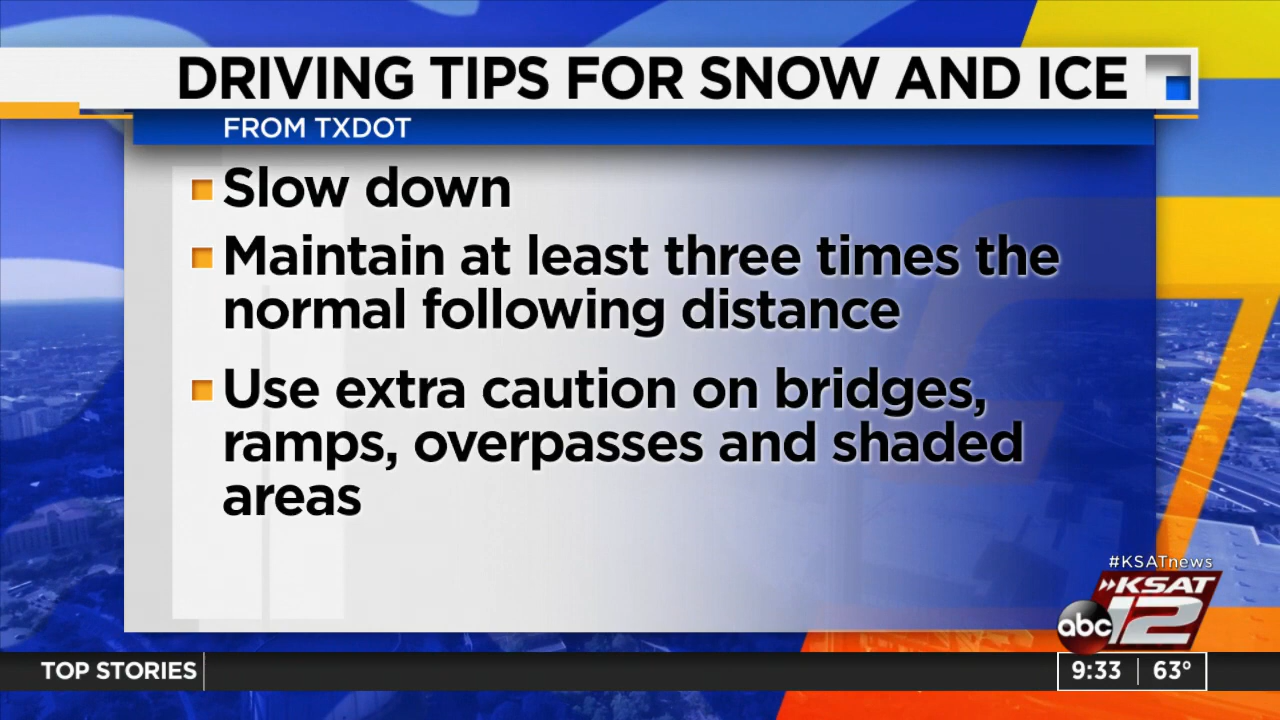 DRIVING TIPS FOR SNOW AND ICE
FROM TXDOT
Slow down
Maintain at least three times the
normal following distance
Use extra caution on bridges,
ramps, overpasses and shaded
areas
#KSATnews
KSAT
abc 12
TOP STORIES
9:33 63°